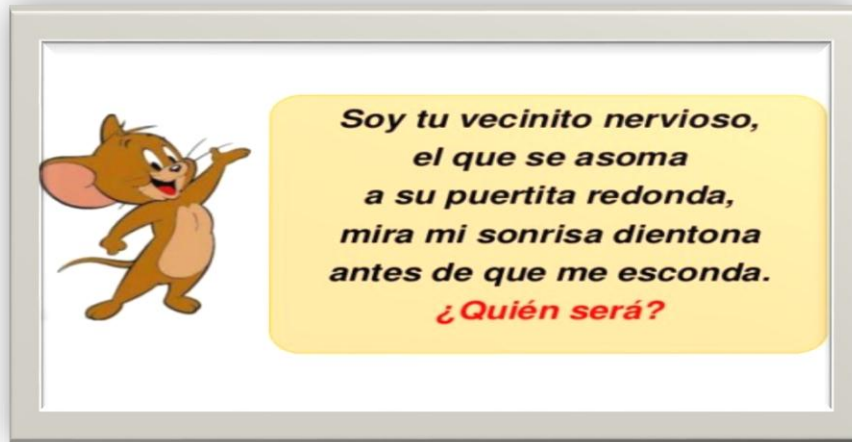 Soy tu vecinito nervioso,
el que se asoma
a su puertita redonda,
mira mi sonrisa dientona
antes de que me esconda.
¿Quién será?